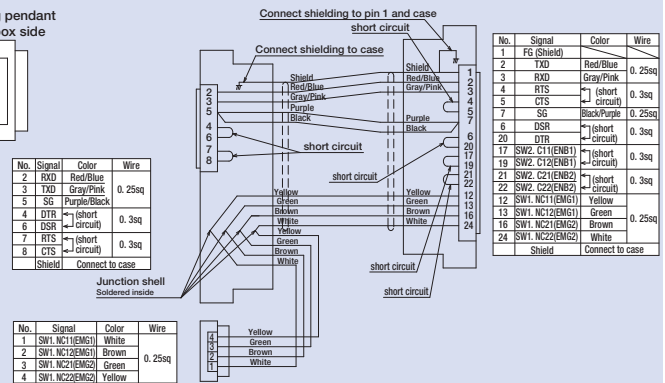 pendant
box side
Connect shielding to pin 1 and case
short circuit
Connect shielding to case
Shield
Red/Blue
Gray/Pink
Purple
Black
2
3
5
4
6
7
8
short circuit
Shield
Red/Blue
Gray/Pink
Purple
Black
1
2
3
4
5
7
6
20
17
19
21
22
12
13
16
24
short circuit
Yellow
Green
Brown
White
Yellow
Green
Brown
White
Yellow
Green
Brown
White
short circuit
short circuit
Junction shell
Soldered inside
4
3
2
1
Yellow
Green
Brown
White
No. Signal Color Wire
2 RXD Red/Blue 0. 25sq
3 TXD Gray/Pink
5 SG Purple/Black
4 DTR (short circuit) 0. 3sq
6 DSR
7 RTS (short circuit) 0. 3sq
8 CTS
Shield Connect to case
No. Signal Color Wire
1 SW1. NC11(EMG1) White 0. 25sq
2 SW1. NC12(EMG1) Brown
3 SW1. NC21(EMG2) Green
4 SW1. NC22(EMG2) Yellow
No. Signal Color Wire
1 FG (Shield)
2 TXD Red/Blue 0. 25sq
3 RXD Gray/Pink
4 RTS (short circuit) 0. 3sq
5 CTS
7 SG Black/Purple 0. 25sq
6 DSR (short circuit) 0. 3sq
20 DTR
17 SW2. C11(ENB1) (short circuit) 0. 3sq
19 SW2. C12(ENB1)
21 SW2. C21(ENB2) (short circuit) 0. 3sq
22 SW2. C22(ENB2)
12 SW1. NC11(EMG1) Yellow 0. 25sq
13 SW1. NC12(EMG1) Green
16 SW1. NC21(EMG2) Brown
24 SW1. NC22(EMG2) White
Shield Connect to case